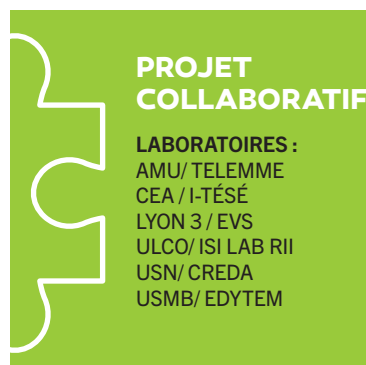 PROJET
COLLABORATIF
LABORATOIRES :
AMU/ TELEMME
CEA / I-TÉSÉ
LYON 3 / EVS
ULCO/ ISI LAB RII
USN/ CREDA
USMB/ EDYTEM